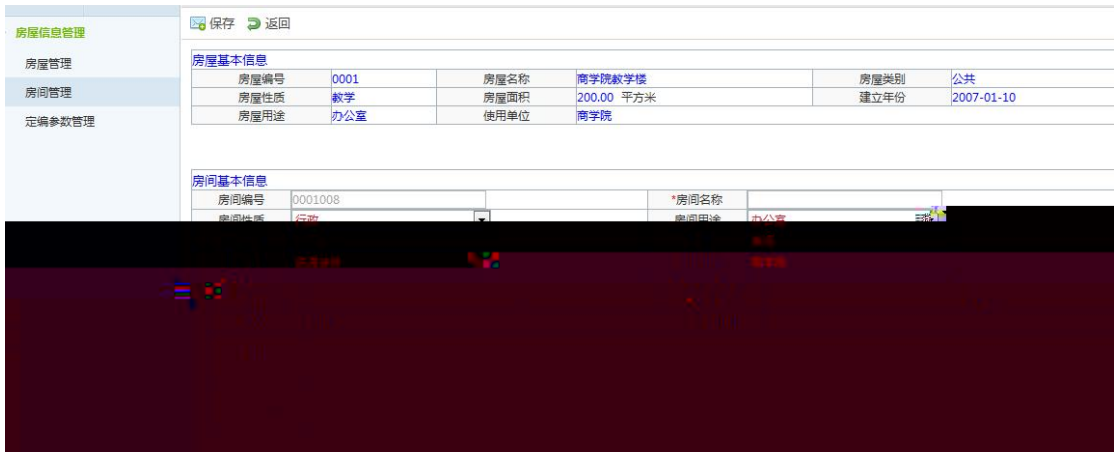 房屋信息管理
房屋管理
房间管理
定编参数管理
保存 返回
房屋基本信息
房屋编号 0001 房屋名称 商学院教学楼 房屋类别 公共
房屋性质 教学 房屋面积 200.00 平方米 建立年份 2007-01-10
房屋用途 办公室 使用单位 商学院
房间基本信息
房间编号 0001008 *房间名称
房间性质 行政 房间用途 办公室